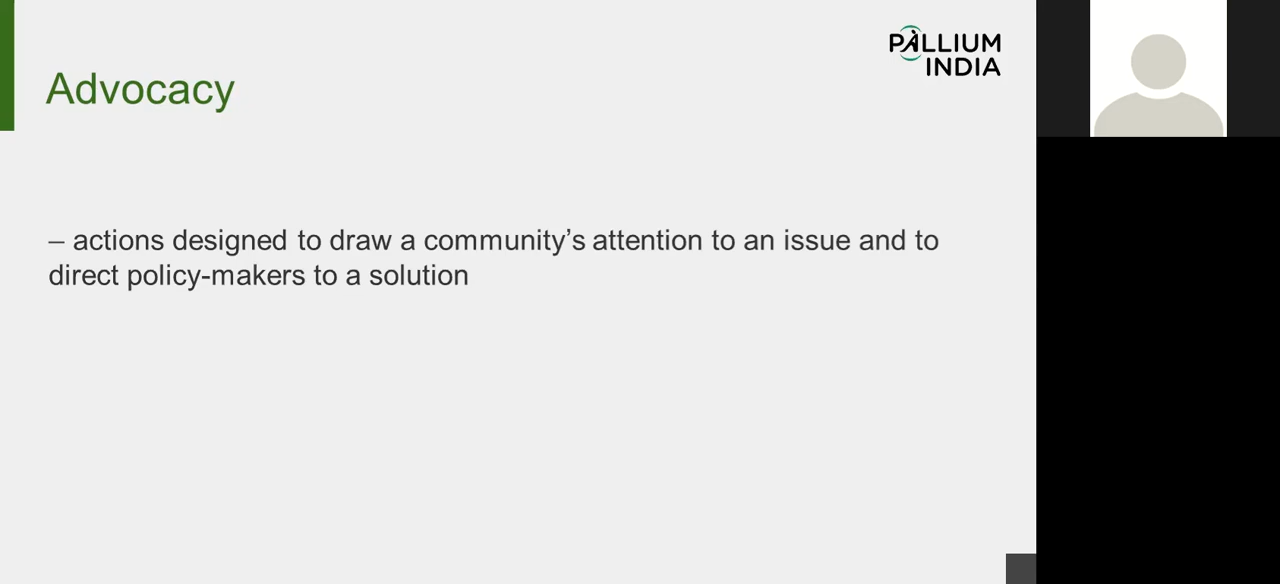 PALLIUM
INDIA
Advocacy
– actions designed to draw a community’s attention to an issue and to
direct policy-makers to a solution